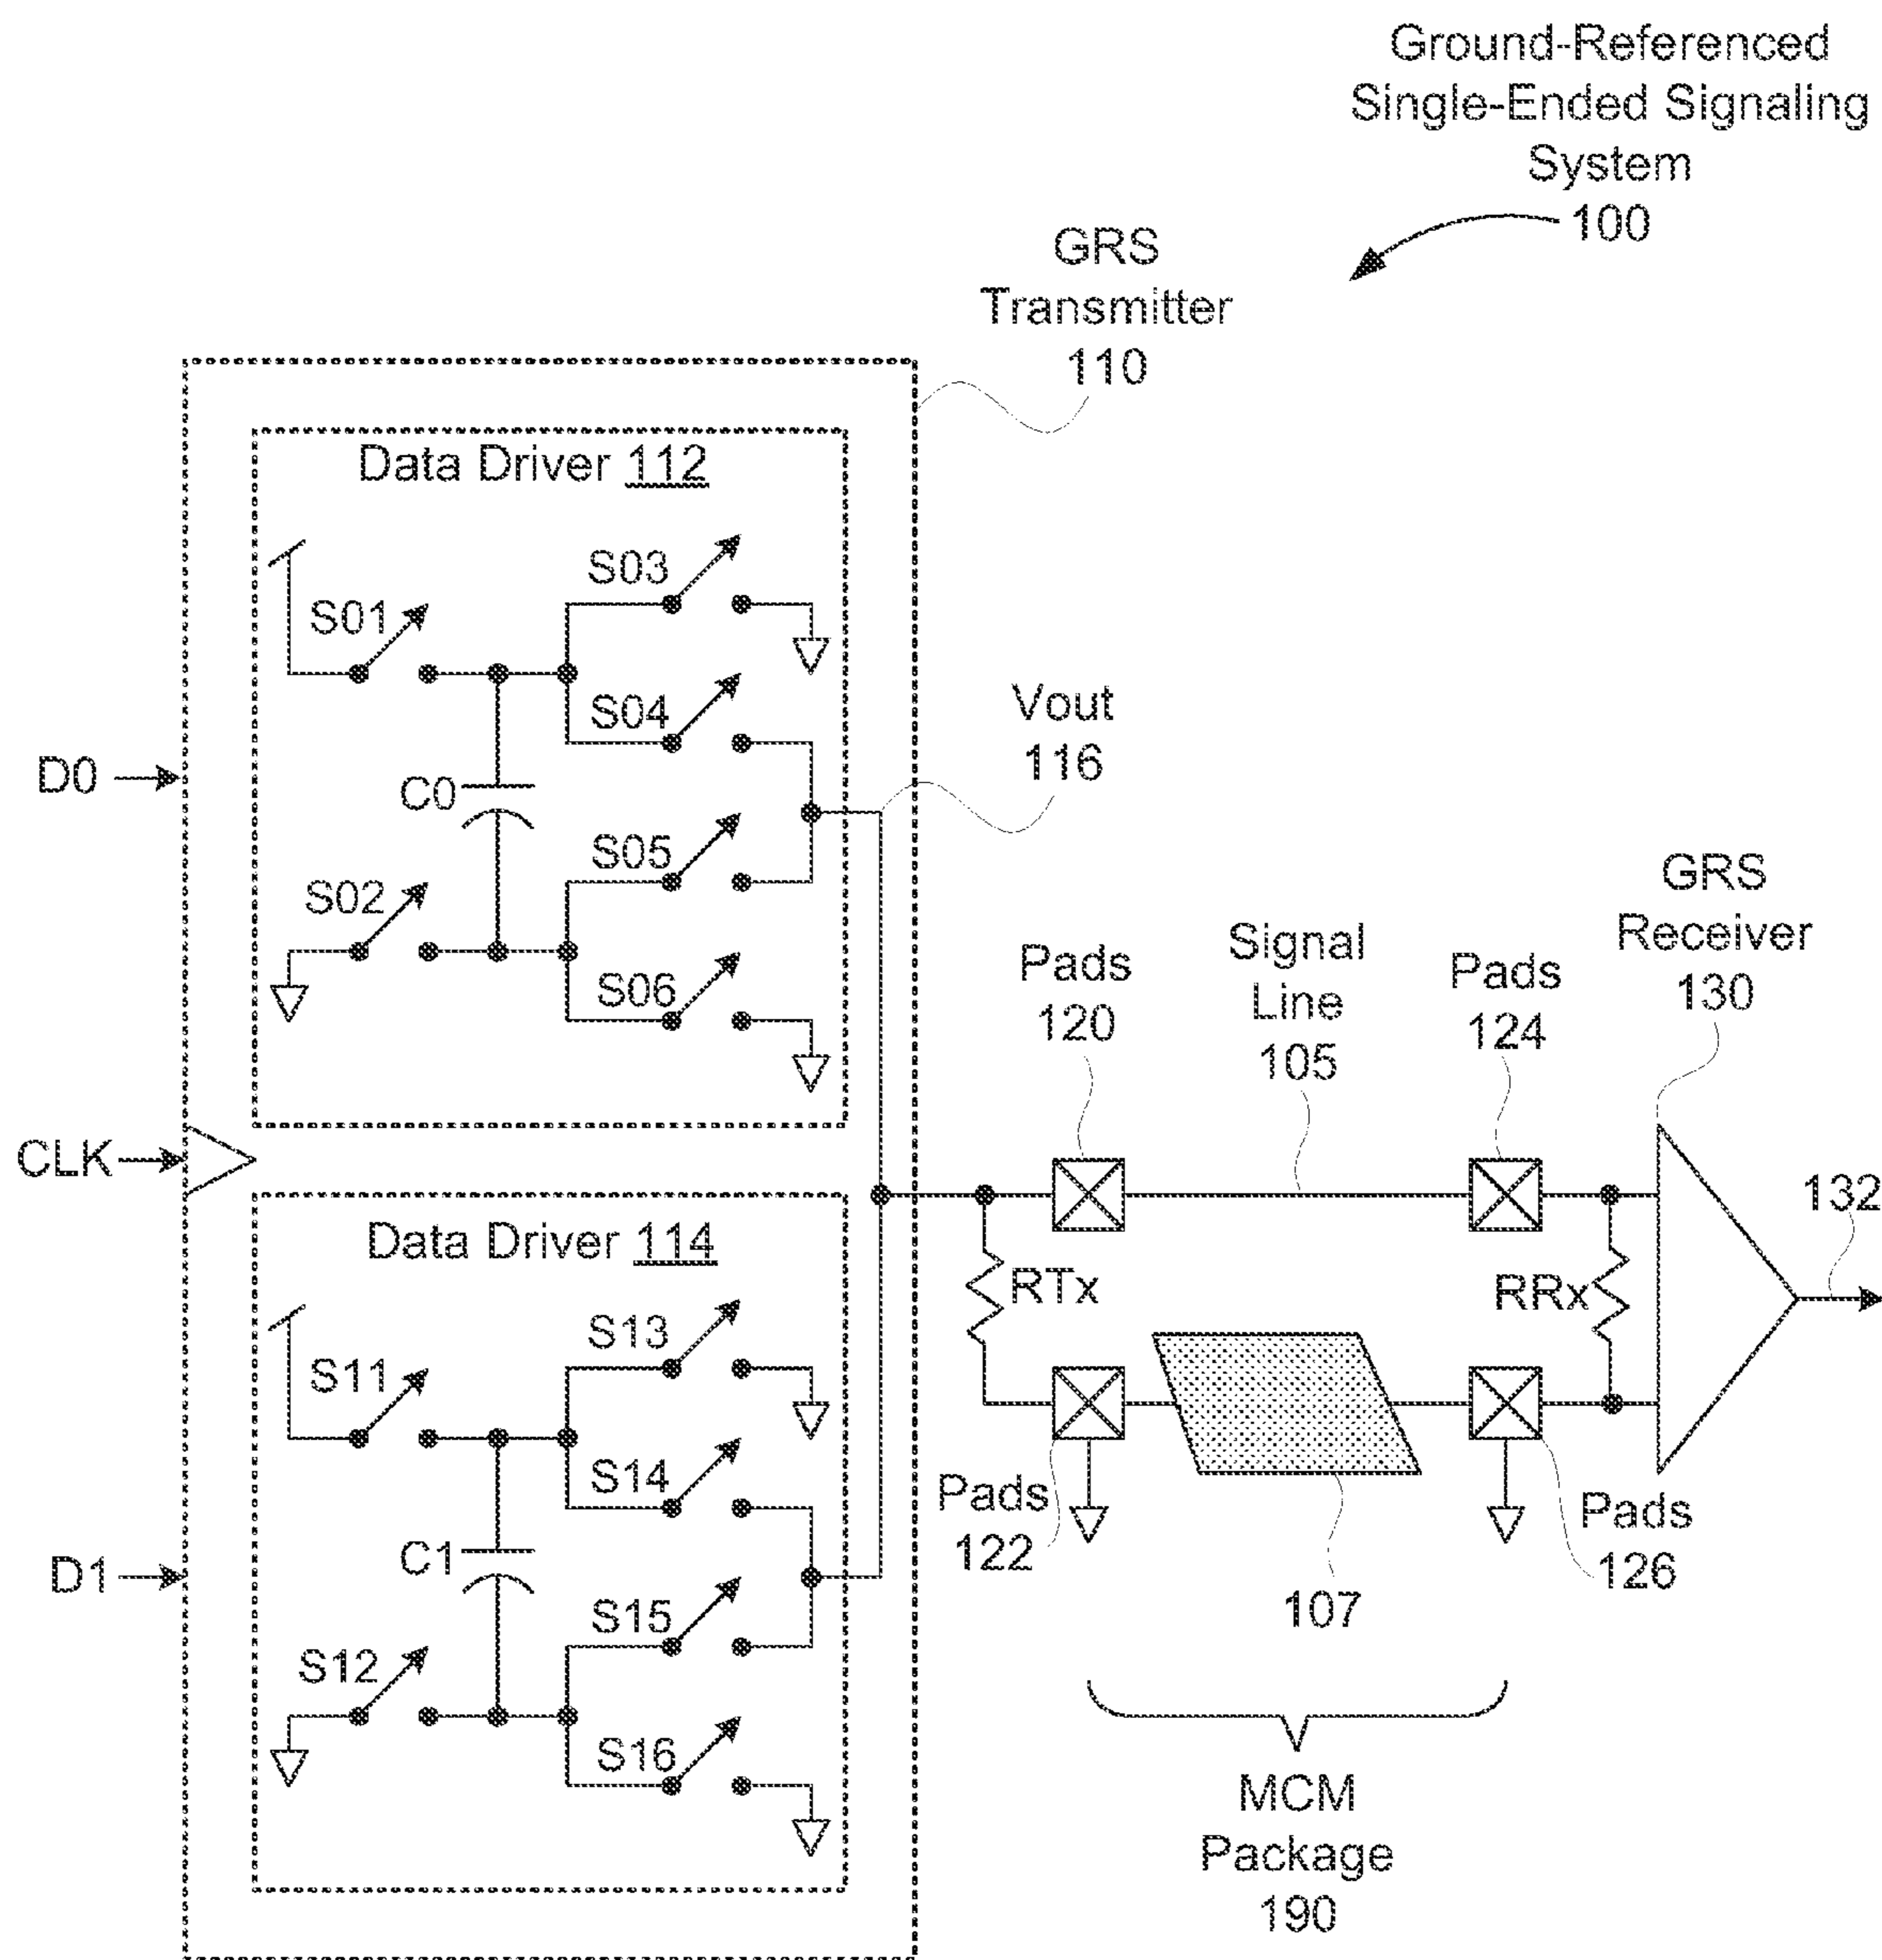 Ground-Referenced
Single-Ended Signaling
System
100
GRS
Transmitter
110
Data Driver 112
S01
S02
S03
S04
S05
S06
C0
D0
CLK
D1
Vout
116
Data Driver 114
S11
S12
S13
S14
S15
S16
C1
Pads
120
Signal
Line
105
Pads
124
GRS
Receiver
130
132
RTx
RRx
Pads
122
107
Pads
126
MCM
Package
190